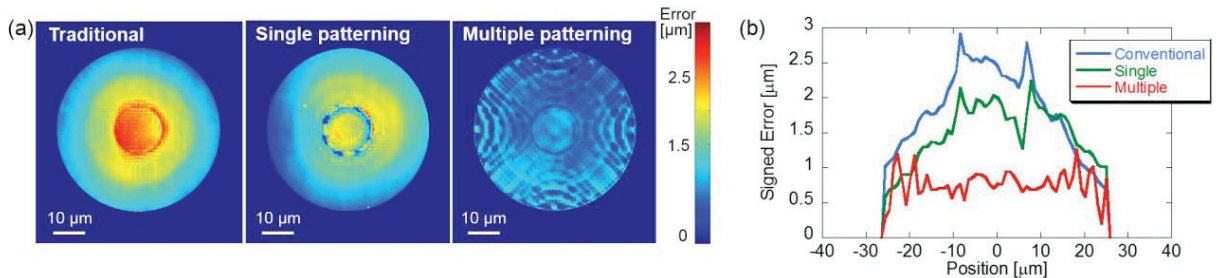 (a)
Traditional
Single patterning
Multiple patterning
10 μm
10 μm
10 μm
Error
[μm]
2.5
1.5
0
(b)
3
2.5
2
1.5
1
0.5
0
Signed Error [μm]
-40 -30 -20 -10 0 10 20 30 40
Position [μm]
Conventional
Single
Multiple